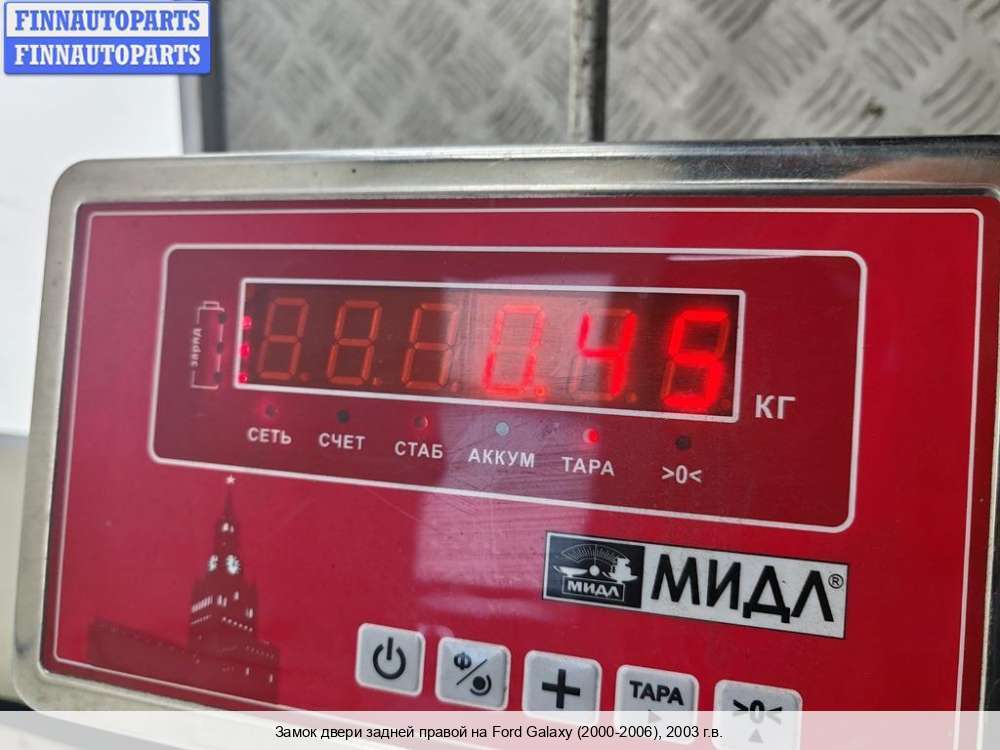 FINNAUTOPARTS
FINNAUTOPARTS
заряд
0.45
КГ
СЕТЬ СЧЕТ СТАБ АККУМ ТАРА >0<
МИДЛ МИДЛ®
Ф ТАРА >0<
Замок двери задней правой на Ford Galaxy (2000-2006), 2003 г.в.